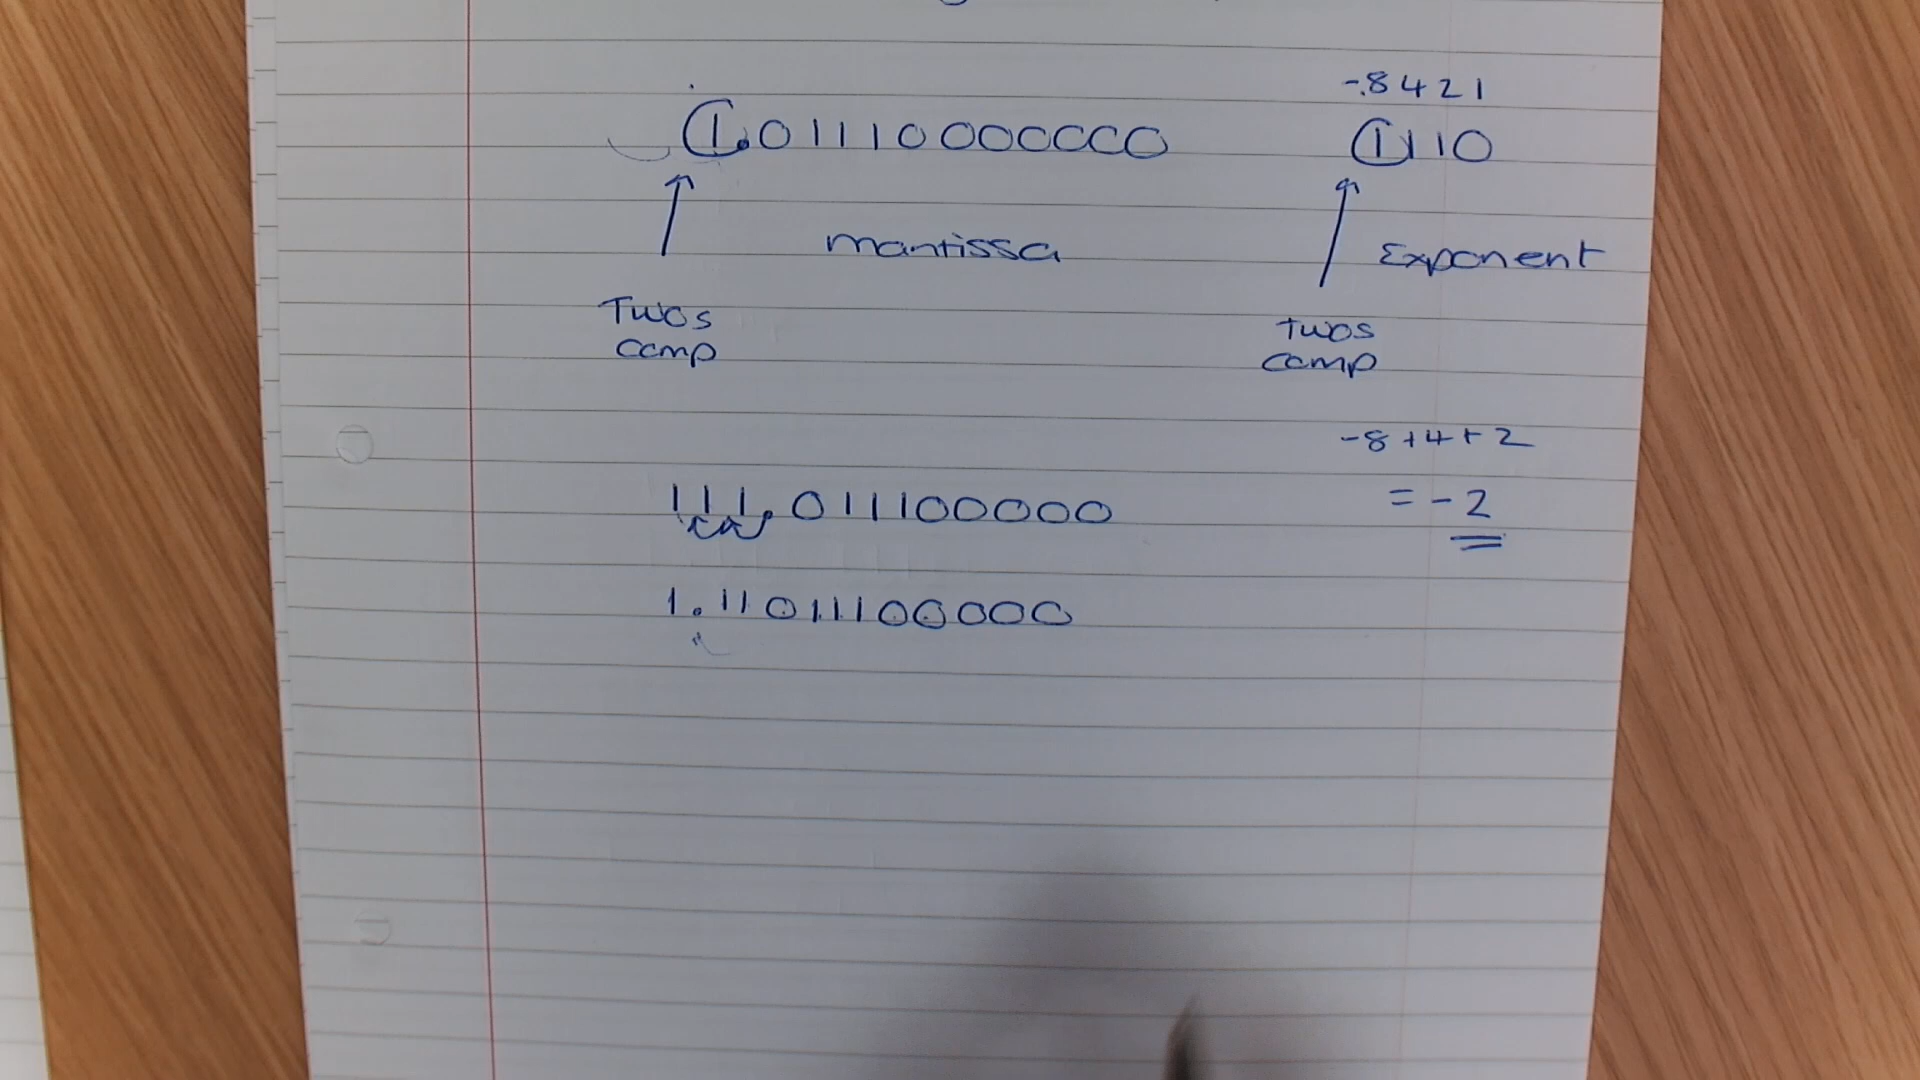 -8 4 2 1
1.01110000000 1110
mantissa Exponent
Twos twos
comp comp
-8+4+2
111.011100000 = -2
1.11011100000